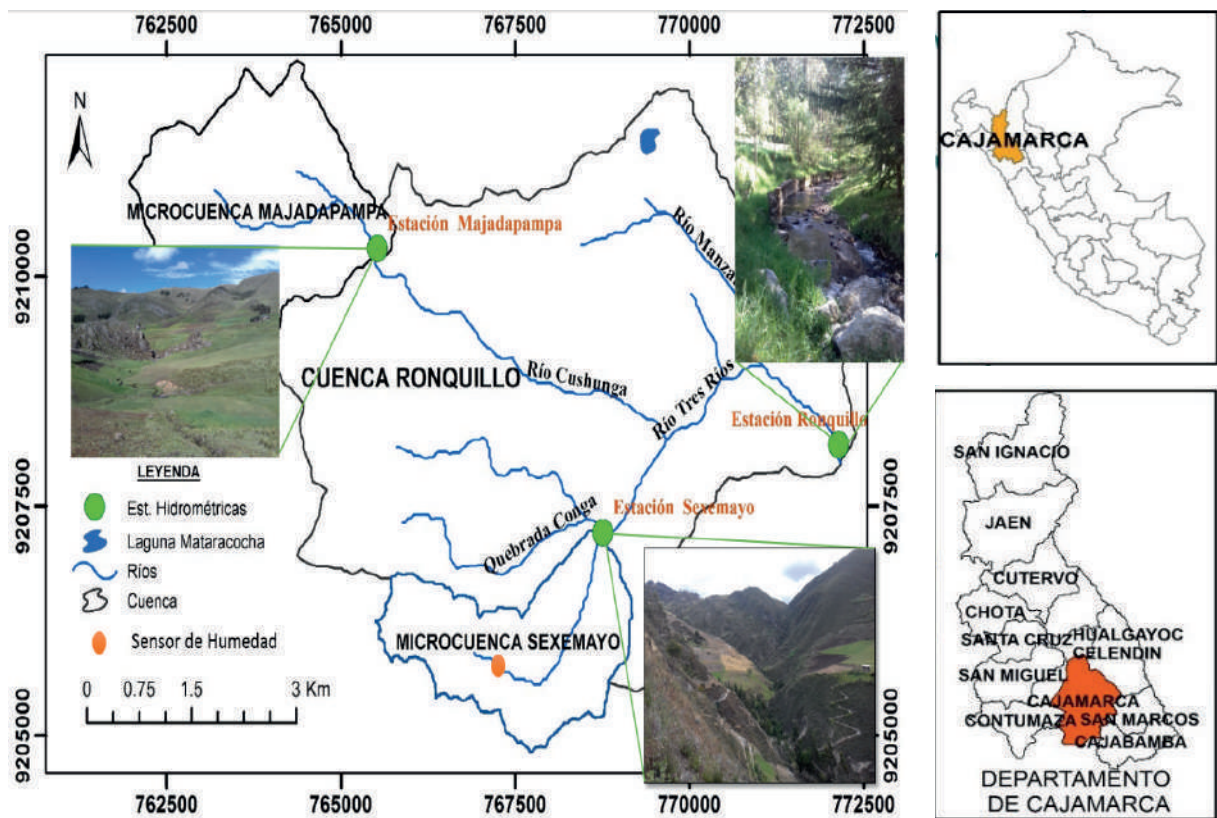 762500 765000 767500 770000 772500
N
MICROCUENCA MAJADAPAMPA
Estación Majadapampa
Río Manza
9210000
9210000
CUENCA RONQUILLO
Río Cushunga
Río Tres Ríos
Estación Ronquillo
LEYENDA
Est. Hidrométricas
Laguna Mataracocha
Ríos
Cuenca
Sensor de Humedad
0 0.75 1.5 3 Km
9207500
9207500
Estación Sexemayo
Quebrada Conga
MICROCUENCA SEXEMAYO
9205000
9205000
762500 765000 767500 770000 772500
CAJAMARCA
SAN IGNACIO
JAEN
CUTERVO
CHOTA
SANTA CRUZ
HUALGAYOC
CELENDIN
SAN MIGUEL
CAJAMARCA
CONTUMAZA
SAN MARCOS
CAJABAMBA
DEPARTAMENTO
DE CAJAMARCA